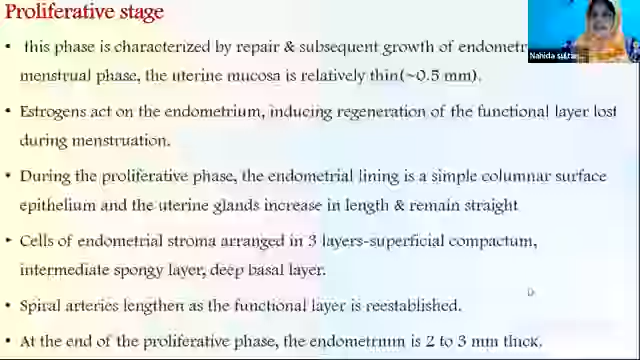 Proliferative stage
• this phase is characterized by repair & subsequent growth of
menstrual phase, the uterine mucosa is relatively thin(~0.5 mm).
• Estrogens act on the endometrium, inducing regeneration of the functional layer lost
during menstruation.
• During the proliferative phase, the endometrial lining is a simple columnar surface
epithelium and the uterine glands increase in length & remain straight
• Cells of endometrial stroma arranged in 3 layers-superficial compactum,
intermediate spongy layer, deep basal layer.
• Spiral arteries lengthen as the functional layer is reestablished.
• At the end of the proliferative phase, the endometrium is 2 to 3 mm thick.
Nahida